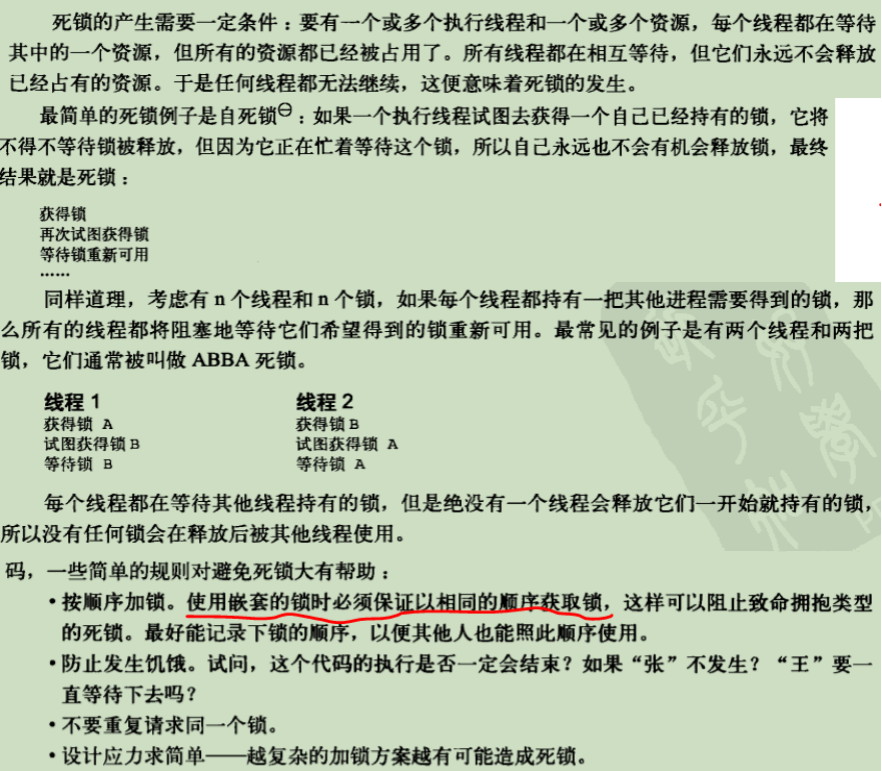 死锁的产生需要一定条件：要有一个或多个执行线程和一个或多个资源，每个线程都在等待
其中的一个资源，但所有的资源都已经被占用了。所有线程都在相互等待，但它们永远不会释放
已经占有的资源。于是任何线程都无法继续，这便意味着死锁的发生。
最简单的死锁例子是自死锁㊀：如果一个执行线程试图去获得一个自己已经持有的锁，它将
不得不等待锁被释放，但因为它正在忙着等待这个锁，所以自己永远也不会有机会释放锁，最终
结果就是死锁：
获得锁
再次试图获得锁
等待锁重新可用
……
同样道理，考虑有 n 个线程和 n 个锁，如果每个线程都持有一把其他进程需要得到的锁，那
么所有的线程都将阻塞地等待它们希望得到的锁重新可用。最常见的例子是有两个线程和两把
锁，它们通常被叫做 ABBA 死锁。
线程 1 线程 2
获得锁 A 获得锁 B
试图获得锁 B 试图获得锁 A
等待锁 B 等待锁 A
每个线程都在等待其他线程持有的锁，但是绝没有一个线程会释放它们一开始就持有的锁，
所以没有任何锁会在释放后被其他线程使用。
码，一些简单的规则对避免死锁大有帮助：
• 按顺序加锁。使用嵌套的锁时必须保证以相同的顺序获取锁，这样可以阻止致命拥抱类型
的死锁。最好能记录下锁的顺序，以便其他人也能照此顺序使用。
• 防止发生饥饿。试问，这个代码的执行是否一定会结束？如果“张”不发生？“王”要一
直等待下去吗？
• 不要重复请求同一个锁。
• 设计应力求简单——越复杂的加锁方案越有可能造成死锁。